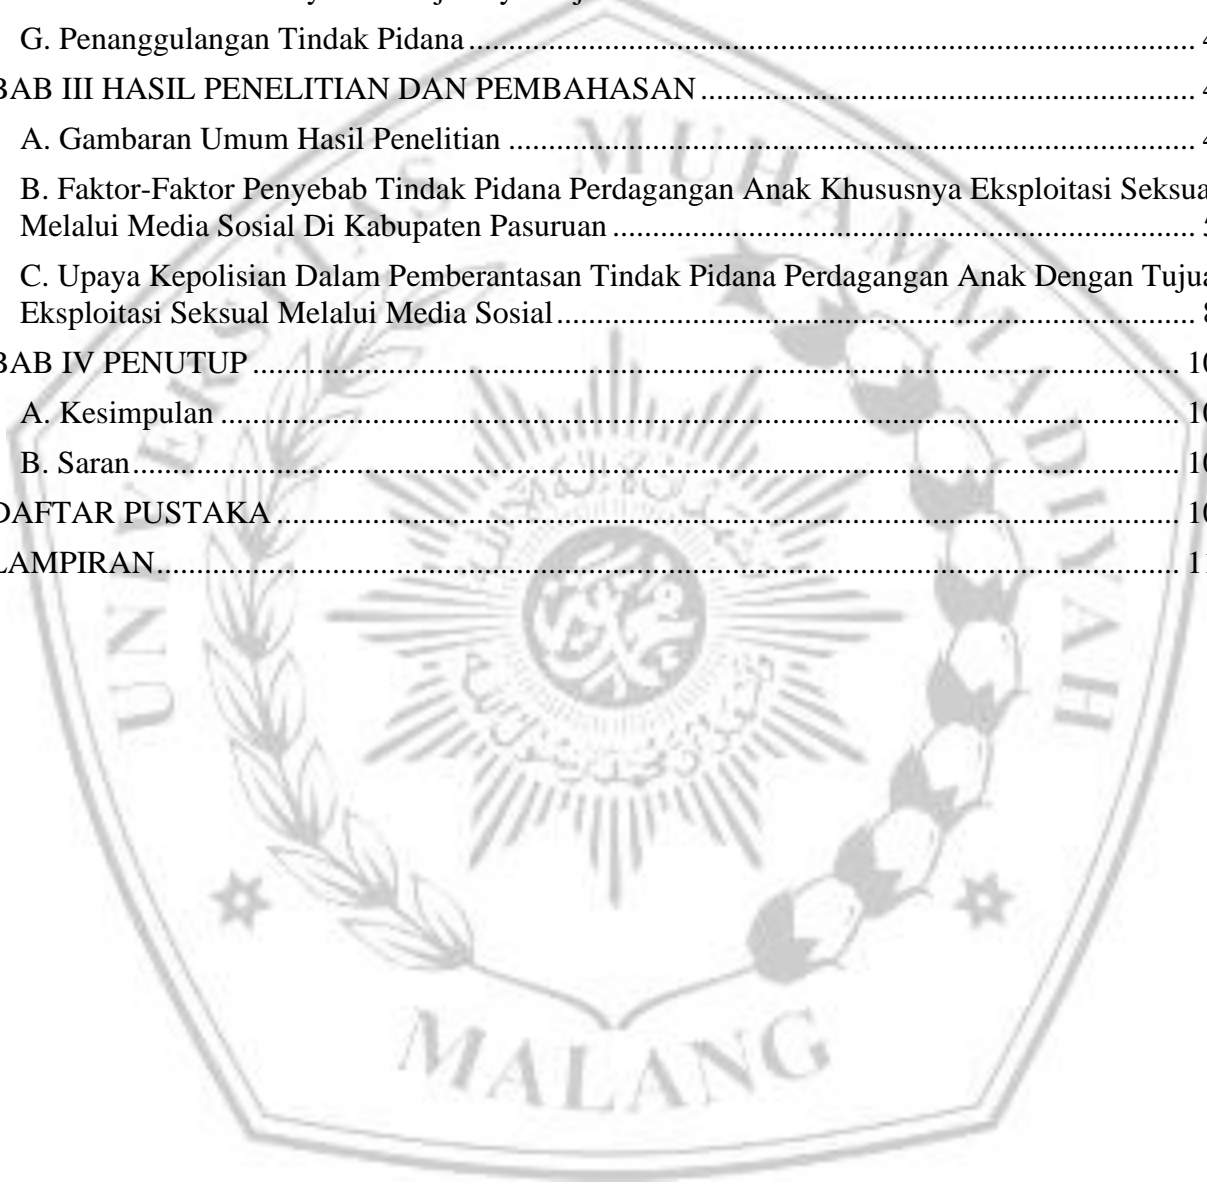 G. Penanggulangan Tindak Pidana ........................................ 4
BAB III HASIL PENELITIAN DAN PEMBAHASAN ........................................ 4
A. Gambaran Umum Hasil Penelitian ........................................ 4
B. Faktor-Faktor Penyebab Tindak Pidana Perdagangan Anak Khususnya Eksploitasi Seksua
Melalui Media Sosial Di Kabupaten Pasuruan ........................................ 5
C. Upaya Kepolisian Dalam Pemberantasan Tindak Pidana Perdagangan Anak Dengan Tujua
Eksploitasi Seksual Melalui Media Sosial ........................................ 8
BAB IV PENUTUP ........................................ 10
A. Kesimpulan ........................................ 10
B. Saran ........................................ 10
DAFTAR PUSTAKA ........................................ 10
LAMPIRAN ........................................ 11
UNIVERSITAS MUHAMMADIYAH
MALANG